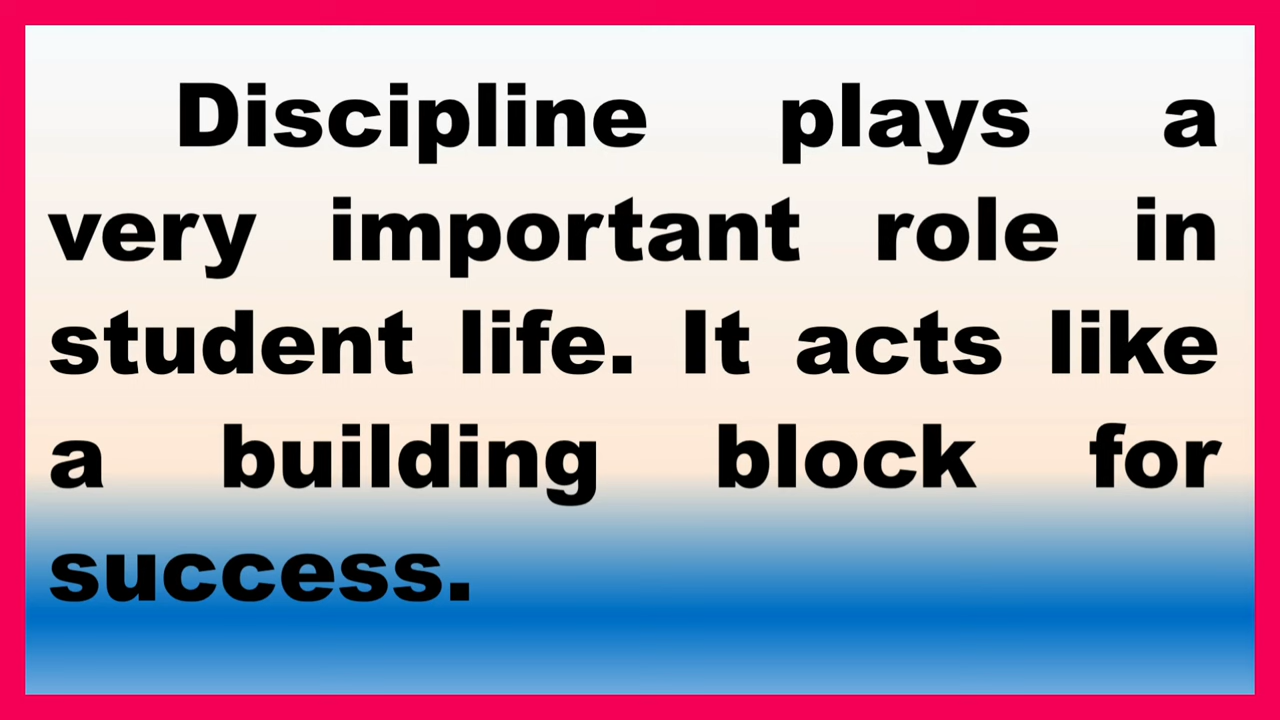 Discipline plays a
very important role in
student life. It acts like
a building block for
success.